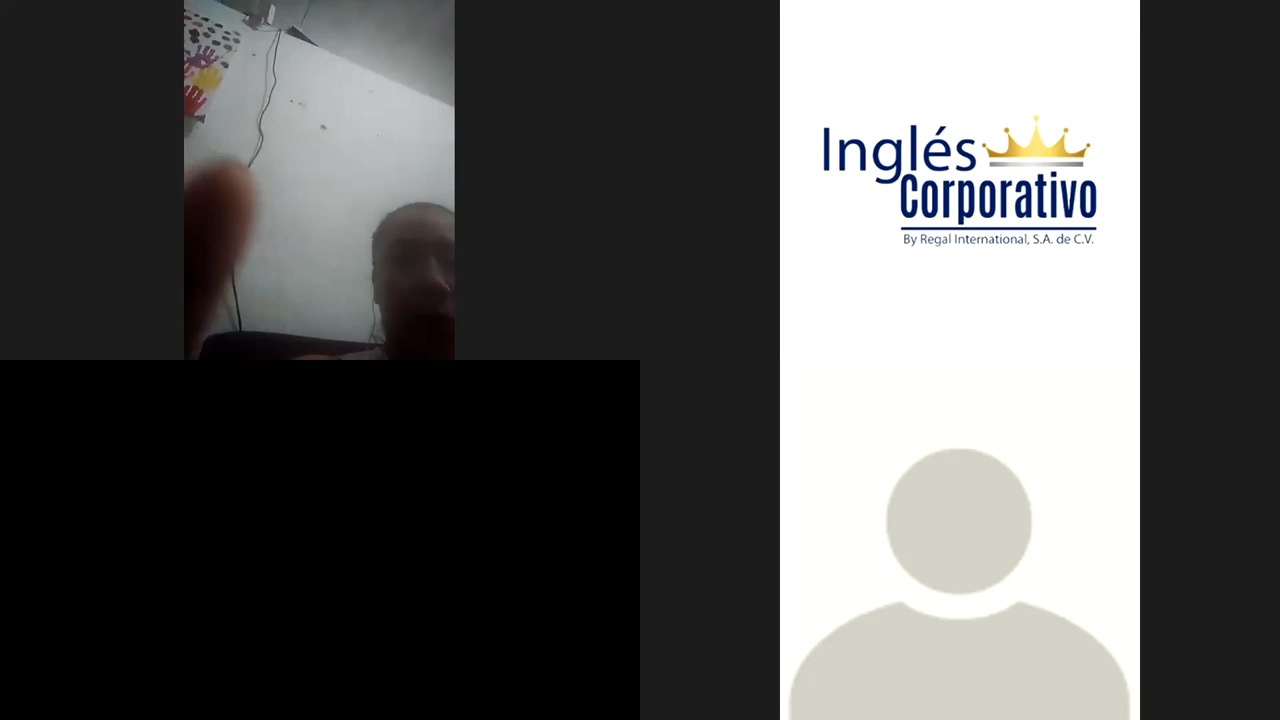 Inglés
Corporativo
By Regal International, S.A. de C.V.